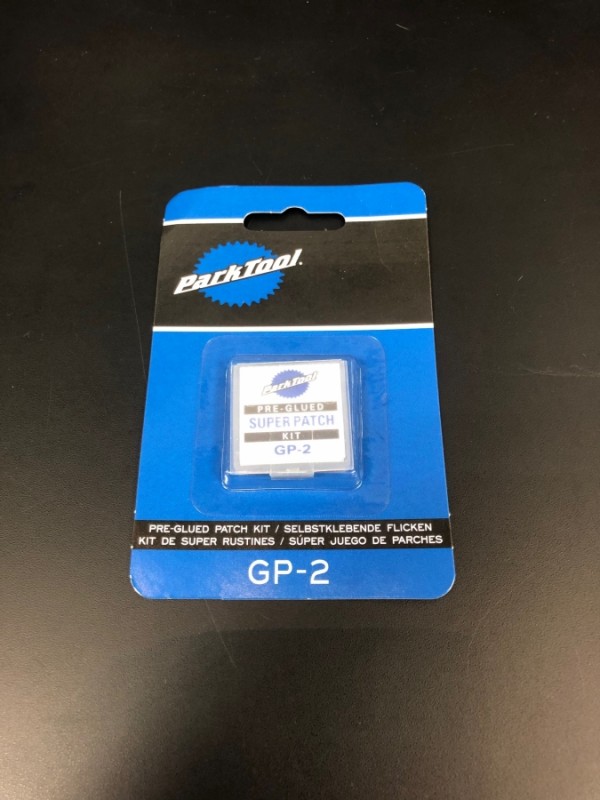 ParkTool®
ParkTool
PRE-GLUED
SUPER PATCH
KIT
GP-2
PRE-GLUED PATCH KIT / SELBSTKLEBENDE FLICKEN
KIT DE SUPER RUSTINES / SÚPER JUEGO DE PARCHES
GP-2